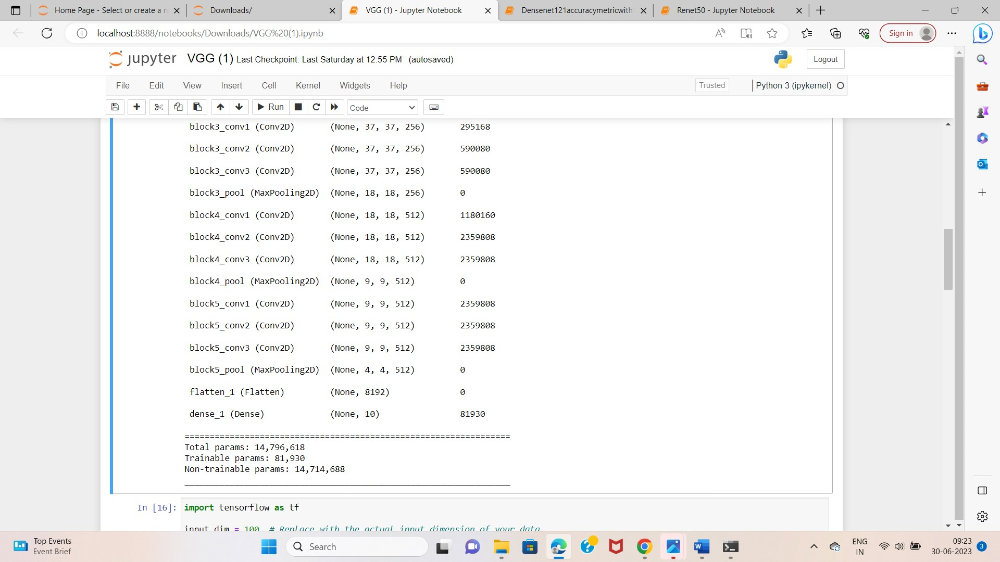 Home Page - Select or create a n
Downloads/
VGG (1) - Jupyter Notebook
Densenet121accuracymetricwith
Renet50 - Jupyter Notebook
localhost:8888/notebooks/Downloads/VGG%20(1).ipynb
Sign in
jupyter VGG (1) Last Checkpoint: Last Saturday at 12:55 PM (autosaved)
Logout
File Edit View Insert Cell Kernel Widgets Help
Trusted
Python 3 (ipykernel)
Run
Code
block3_conv1 (Conv2D) (None, 37, 37, 256) 295168
block3_conv2 (Conv2D) (None, 37, 37, 256) 590080
block3_conv3 (Conv2D) (None, 37, 37, 256) 590080
block3_pool (MaxPooling2D) (None, 18, 18, 256) 0
block4_conv1 (Conv2D) (None, 18, 18, 512) 1180160
block4_conv2 (Conv2D) (None, 18, 18, 512) 2359808
block4_conv3 (Conv2D) (None, 18, 18, 512) 2359808
block4_pool (MaxPooling2D) (None, 9, 9, 512) 0
block5_conv1 (Conv2D) (None, 9, 9, 512) 2359808
block5_conv2 (Conv2D) (None, 9, 9, 512) 2359808
block5_conv3 (Conv2D) (None, 9, 9, 512) 2359808
block5_pool (MaxPooling2D) (None, 4, 4, 512) 0
flatten_1 (Flatten) (None, 8192) 0
dense_1 (Dense) (None, 10) 81930
=================================================================
Total params: 14,796,618
Trainable params: 81,930
Non-trainable params: 14,714,688
_________________________________________________________________
In [16]: import tensorflow as tf
input_dim = 100 # Replace with the actual input dimension of your data
Top Events
Event Brief
Search
ENG
IN
09:23
30-06-2023
3